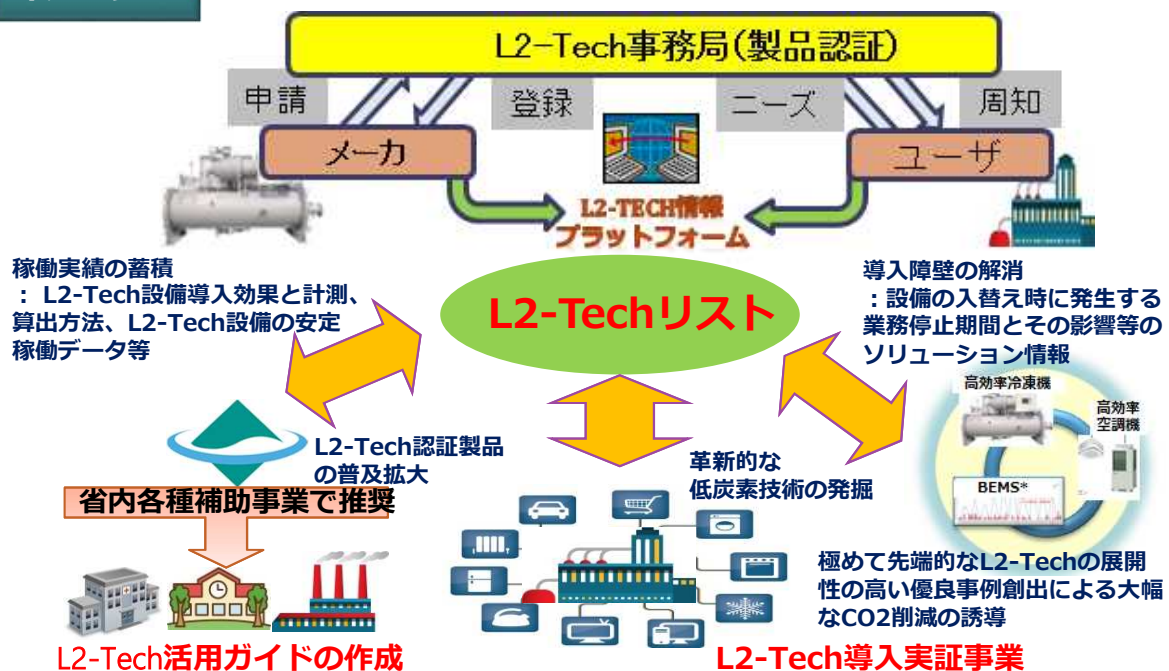 L2-Tech事務局(製品認証)
申請
登録
ニーズ
周知
メーカ
ユーザ
L2-TECH情報
プラットフォーム
稼働実績の蓄積
: L2-Tech設備導入効果と計測、
算出方法、L2-Tech設備の安定
稼働データ等
L2-Techリスト
導入障壁の解消
:設備の入替え時に発生する
業務停止期間とその影響等の
ソリューション情報
高効率冷凍機
高効率
空調機
BEMS*
L2-Tech認証製品
の普及拡大
革新的な
低炭素技術の発掘
省内各種補助事業で推奨
極めて先端的なL2-Techの展開
性の高い優良事例創出による大幅
なCO2削減の誘導
L2-Tech活用ガイドの作成
L2-Tech導入実証事業